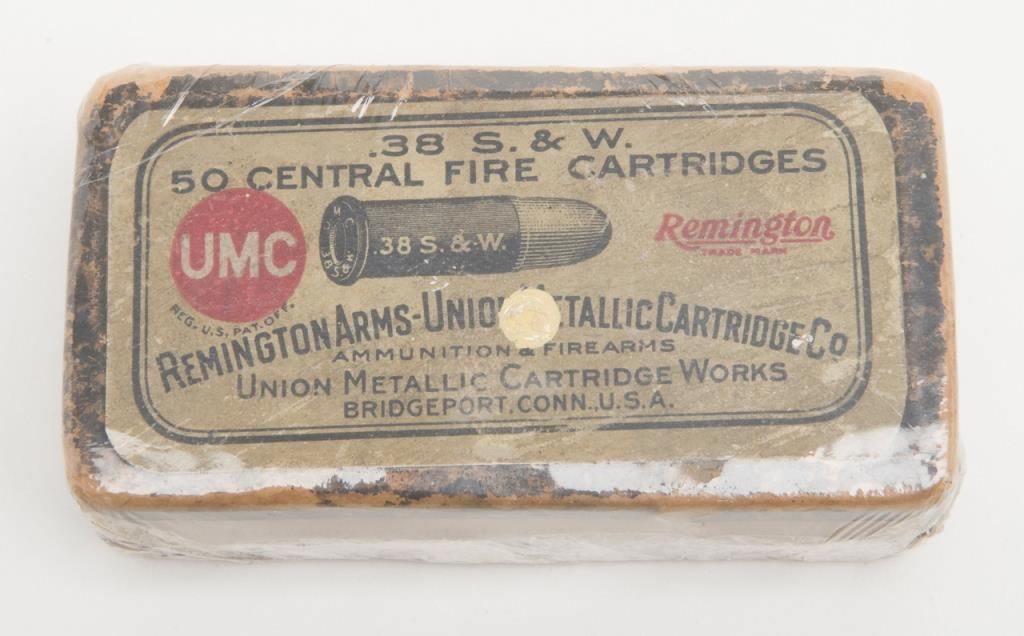 .38 S. & W.
50 CENTRAL FIRE CARTRIDGES
UMC
REG. U.S. PAT. OFF.
.38 S. & W.
38 S&W
Remington
TRADE MARK
REMINGTON ARMS-UNION METALLIC CARTRIDGE CO
AMMUNITION & FIREARMS
UNION METALLIC CARTRIDGE WORKS
BRIDGEPORT, CONN., U.S.A.